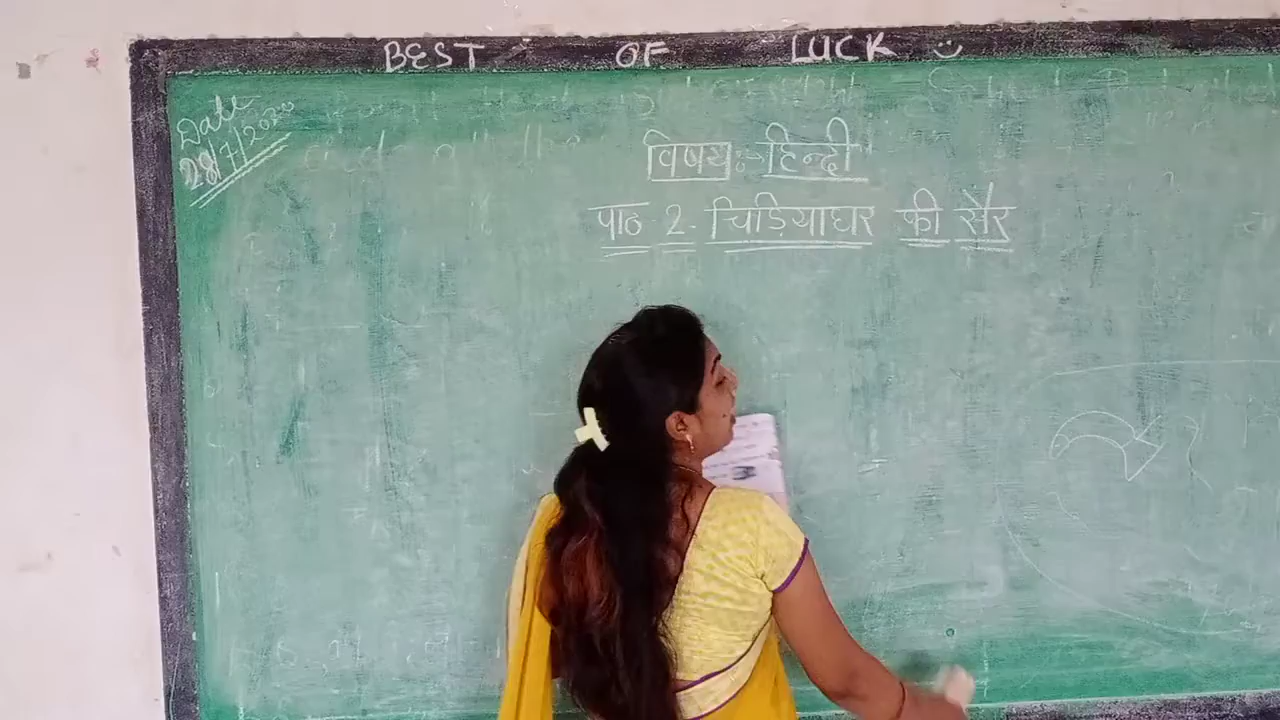 BEST OF LUCK
Date
28/7/2020
विषय :- हिन्दी
पाठ 2. चिड़ियाघर की सैर